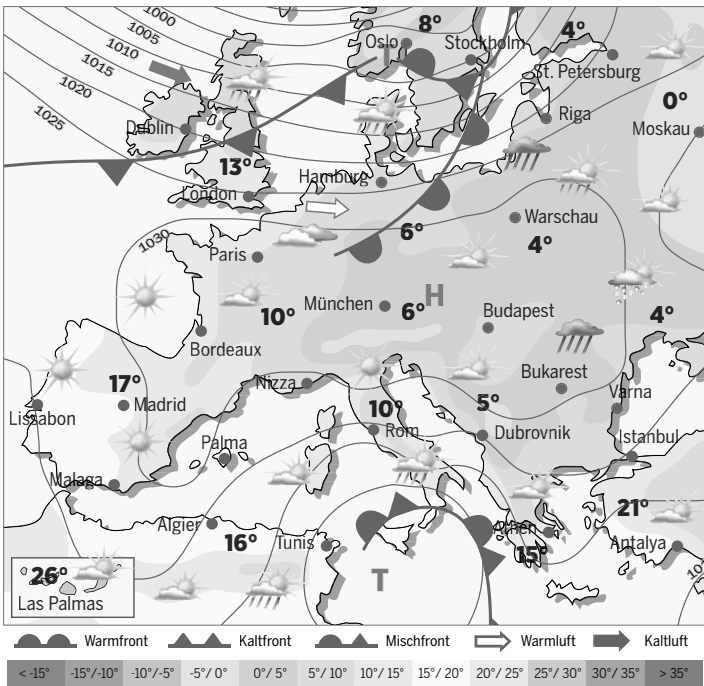 1000
1005
1010
1015
1020
1025
8°
4°
Oslo
T
Stockholm
St. Petersburg
0°
Riga
Moskau
Dublin
13°
Hamburg
London
Warschau
1030
6°
4°
Paris
H
München
6°
10°
Budapest
4°
Bordeaux
Nizza
17°
Bukarest
Varna
Lissabon
Madrid
10°
Rom
5°
Dubrovnik
Palma
Istanbul
Malaga
21°
Algier
16°
Tunis
Athen
15°
Antalya
26°
T
Las Palmas
Warmfront Kaltfront Mischfront Warmluft Kaltluft
< -15° -15°/-10° -10°/-5° -5°/ 0° 0°/ 5° 5°/ 10° 10°/ 15° 15°/ 20° 20°/ 25° 25°/ 30° 30°/ 35° > 35°